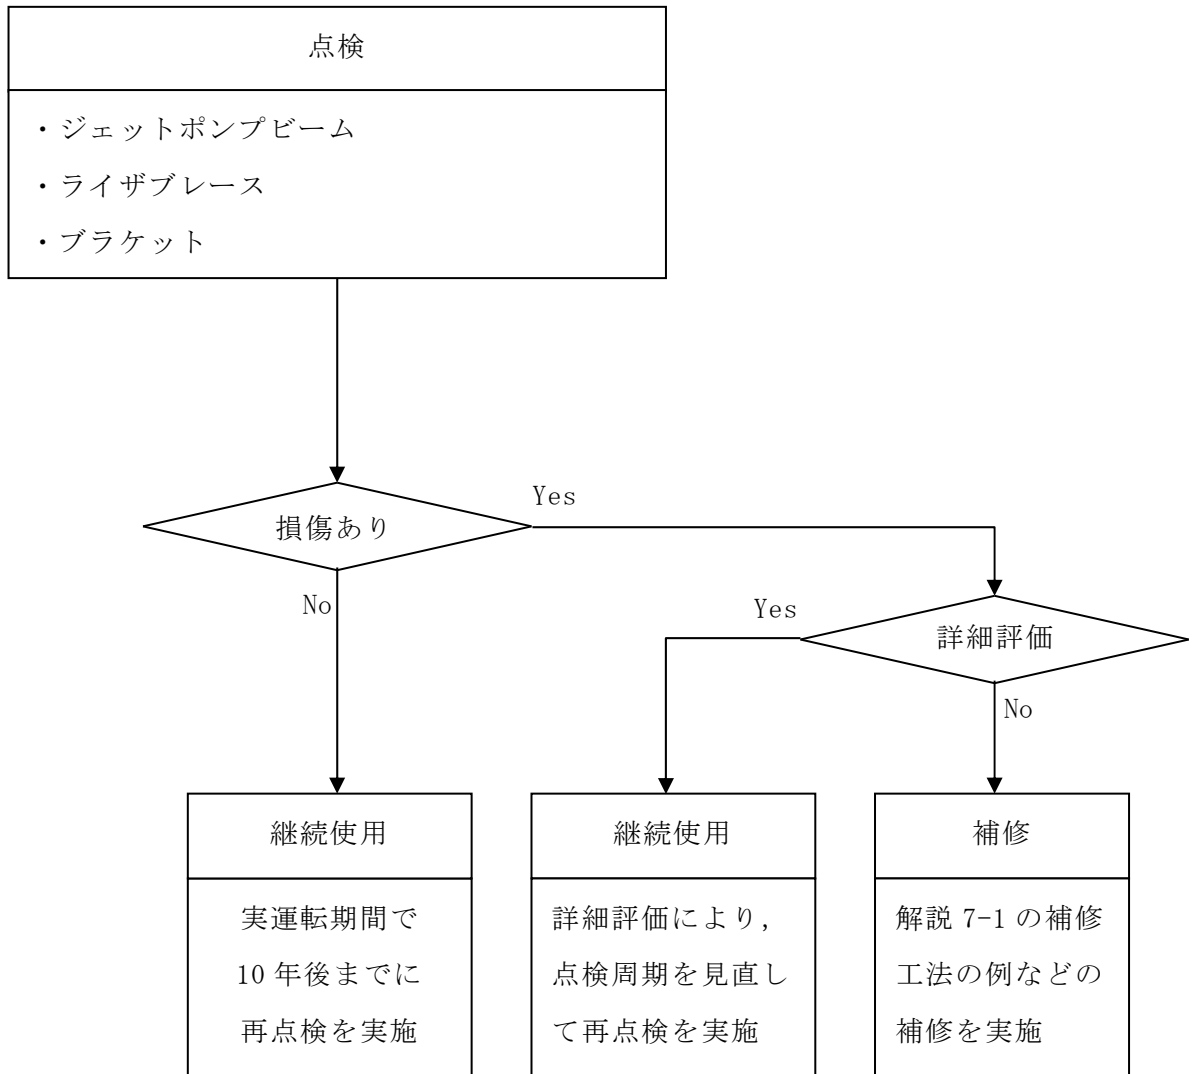 点検
・ジェットポンプビーム
・ライザブレース
・ブラケット
損傷あり
Yes
No
詳細評価
Yes
No
継続使用
実運転期間で
10年後までに
再点検を実施
継続使用
詳細評価により,
点検周期を見直し
て再点検を実施
補修
解説 7-1 の補修
工法の例などの
補修を実施